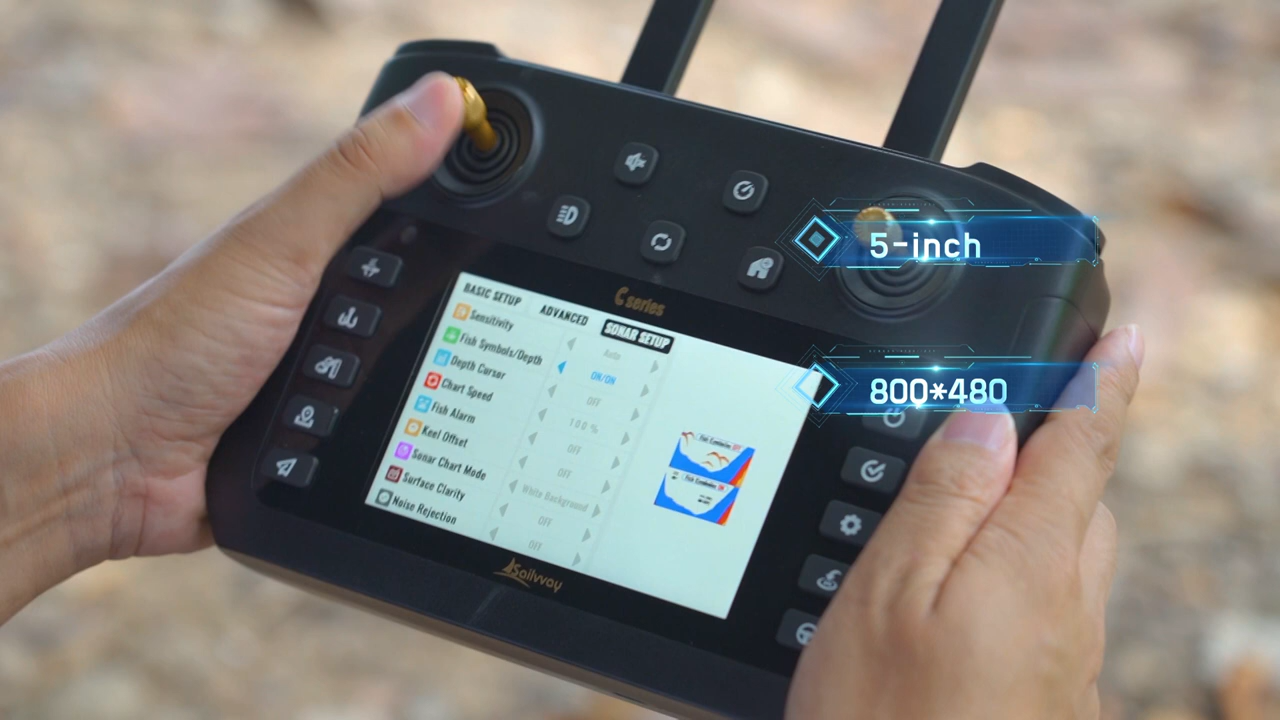 5-inch
C series
BASIC SETUP
ADVANCED
SONAR SETUP
Sensitivity
Auto
Fish Symbols/Depth
ON/ON
Depth Cursor
OFF
Chart Speed
100%
Fish Alarm
OFF
Keel Offset
OFF
Sonar Chart Mode
White Background
Surface Clarity
OFF
Noise Rejection
OFF
800*480
Sailvvay